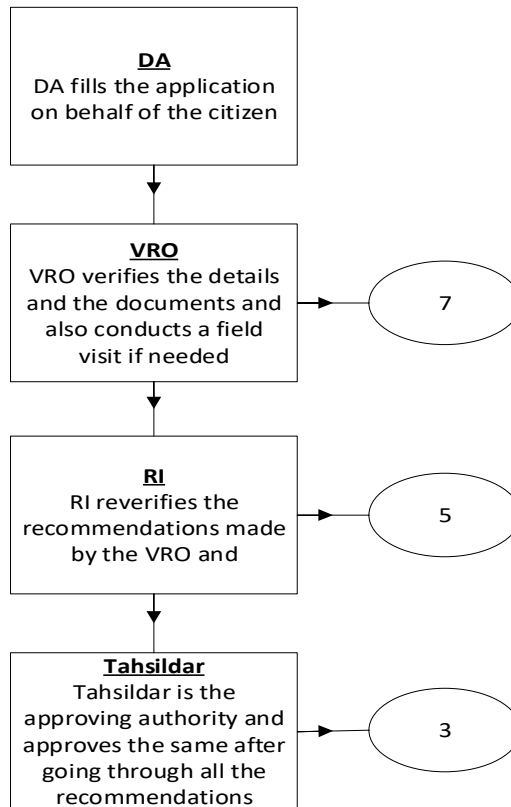 DA
DA fills the application
on behalf of the citizen
VRO
VRO verifies the details
and the documents and
also conducts a field
visit if needed
7
RI
RI reverifies the
recommendations made
by the VRO and
5
Tahsildar
Tahsildar is the
approving authority and
approves the same after
going through all the
recommendations
3